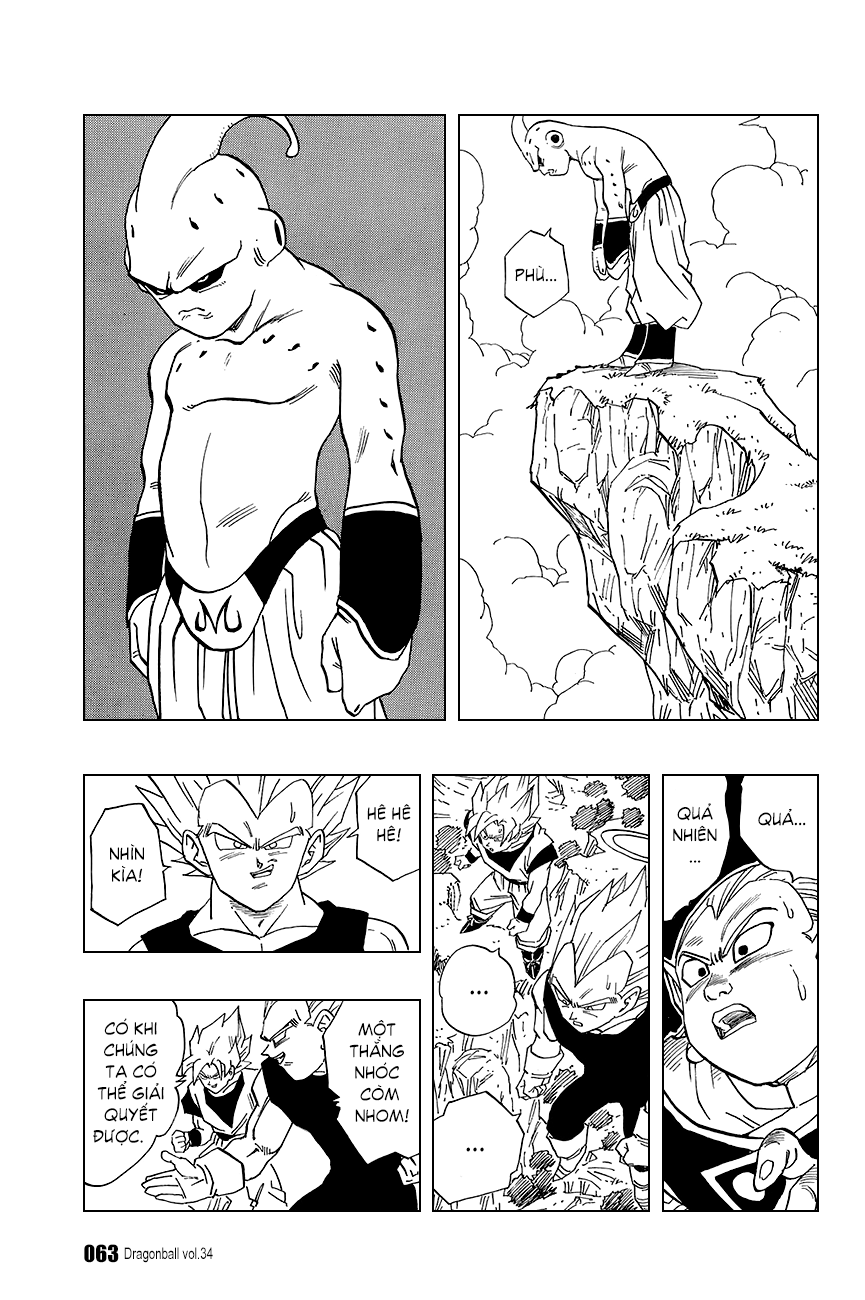 PHÙ...
QUẢ...
QUẢ
NHIÊN
...
...
...
HÊ HÊ
HÊ!
NHÌN
KÌA!
MỘT
THẰNG
NHÓC
CÒM
NHOM!
CÓ KHI
CHÚNG
TA CÓ
THỂ GIẢI
QUYẾT
ĐƯỢC.
063 Dragonball vol.34